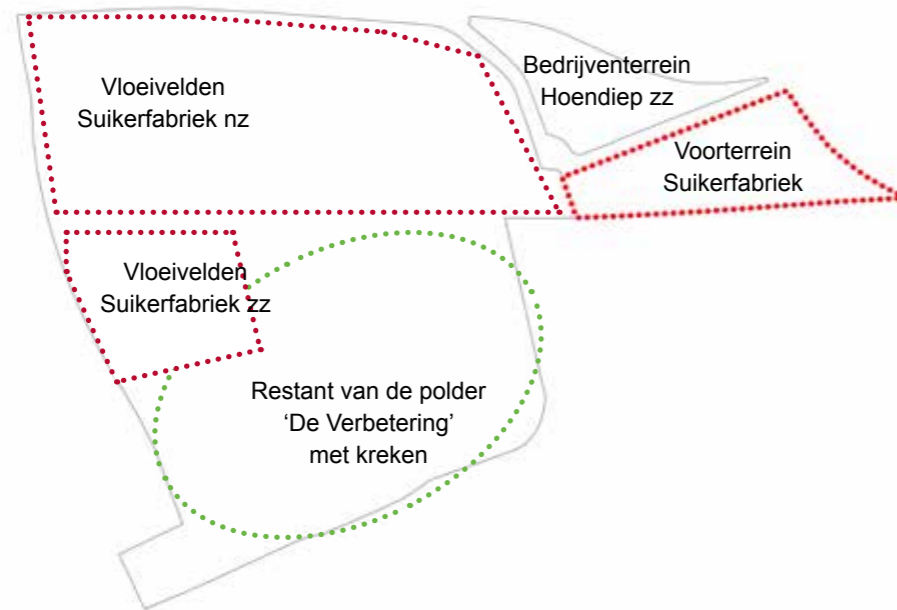 Vloeivelden
Suikerfabriek nz
Bedrijventerrein
Hoendiep zz
Voorterrein
Suikerfabriek
Vloeivelden
Suikerfabriek zz
Restant van de polder
‘De Verbetering’
met kreken